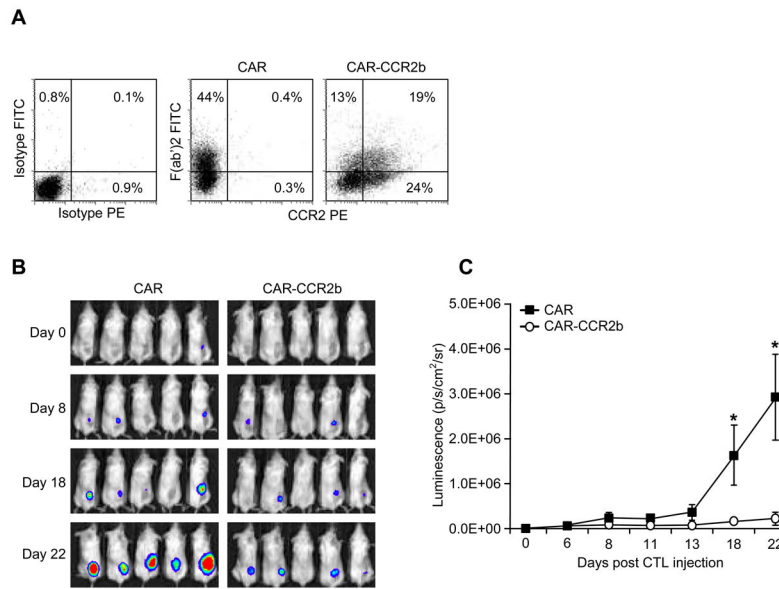 A
CAR
CAR-CCR2b
0.8%
0.1%
0.9%
Isotype FITC
Isotype PE
44%
0.4%
0.3%
F(ab')2 FITC
13%
19%
24%
CCR2 PE
B
CAR
CAR-CCR2b
Day 0
Day 8
Day 18
Day 22
C
5.0E+06
4.0E+06
3.0E+06
2.0E+06
1.0E+06
0.0E+00
Luminescence (p/s/cm²/sr)
CAR
CAR-CCR2b
*
*
0 6 8 11 13 18 22
Days post CTL injection